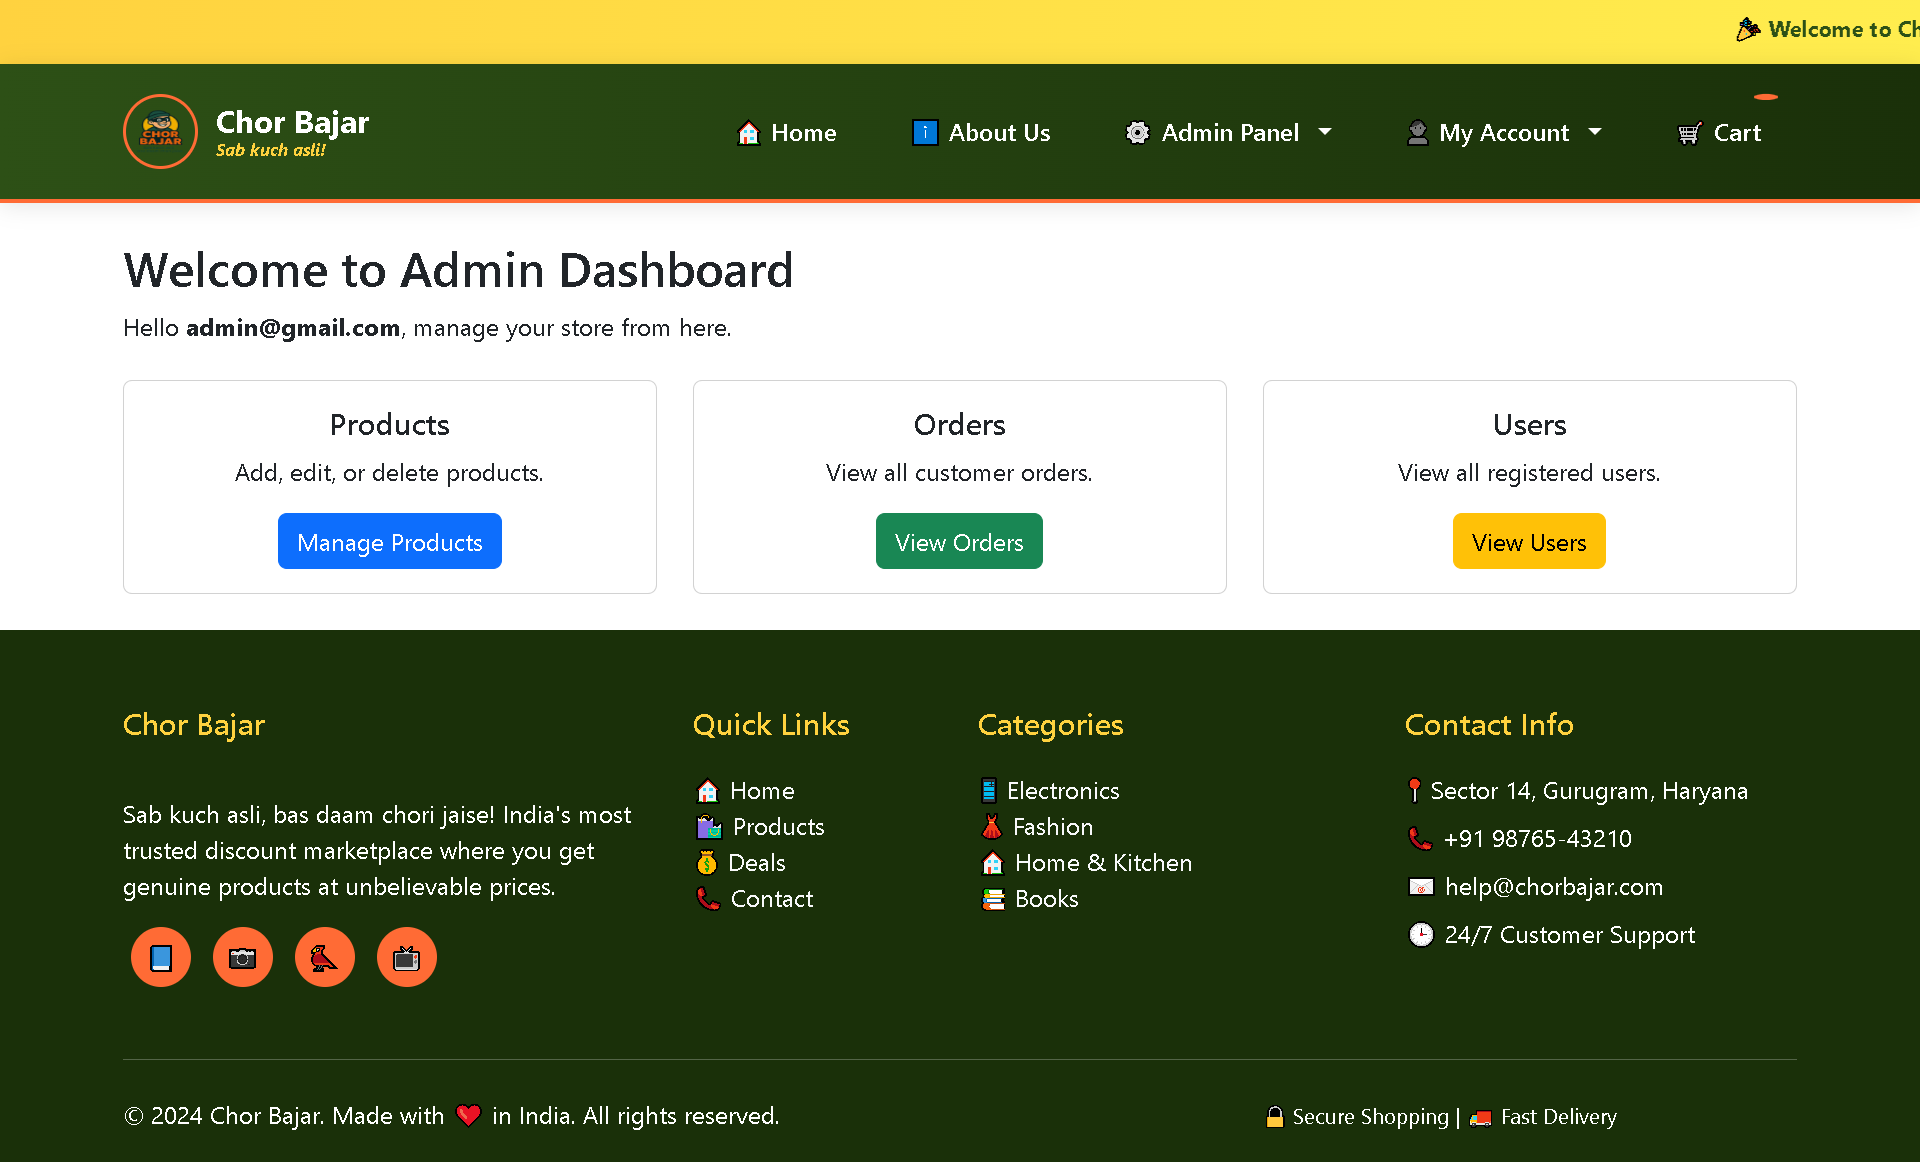 Welcome to Ch
CHOR
BAJAR
Chor Bajar
Sab kuch asli!
Home
About Us
Admin Panel
My Account
Cart
Welcome to Admin Dashboard
Hello admin@gmail.com, manage your store from here.
Products
Add, edit, or delete products.
Manage Products
Orders
View all customer orders.
View Orders
Users
View all registered users.
View Users
Chor Bajar
Sab kuch asli, bas daam chori jaise! India's most
trusted discount marketplace where you get
genuine products at unbelievable prices.
Quick Links
Home
Products
Deals
Contact
Categories
Electronics
Fashion
Home & Kitchen
Books
Contact Info
Sector 14, Gurugram, Haryana
+91 98765-43210
help@chorbajar.com
24/7 Customer Support
© 2024 Chor Bajar. Made with ❤️ in India. All rights reserved.
Secure Shopping | 🚚 Fast Delivery